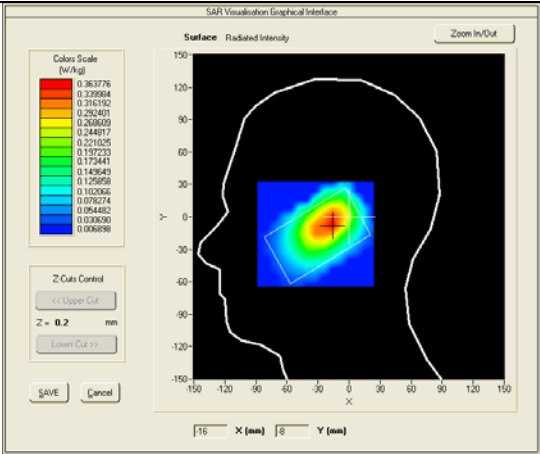 SAR Visualisation Graphical Interface
Surface Radiated Intensity
Zoom In/Out
Colors Scale
(W/kg)
0.363776
0.339984
0.316192
0.292401
0.268609
0.244817
0.221025
0.197233
0.173441
0.149649
0.125858
0.102066
0.078274
0.054482
0.030690
0.006898
Z-Cuts Control
<< Upper Cut
Z = 0.2 mm
Lower Cut >>
SAVE Cancel
150-
120-
90-
60-
30-
0-
-30-
-60-
-90-
-120-
-150-
Y
-150 -120 -90 -60 -30 0 30 60 90 120 150
X
-16 X (mm) -8 Y (mm)